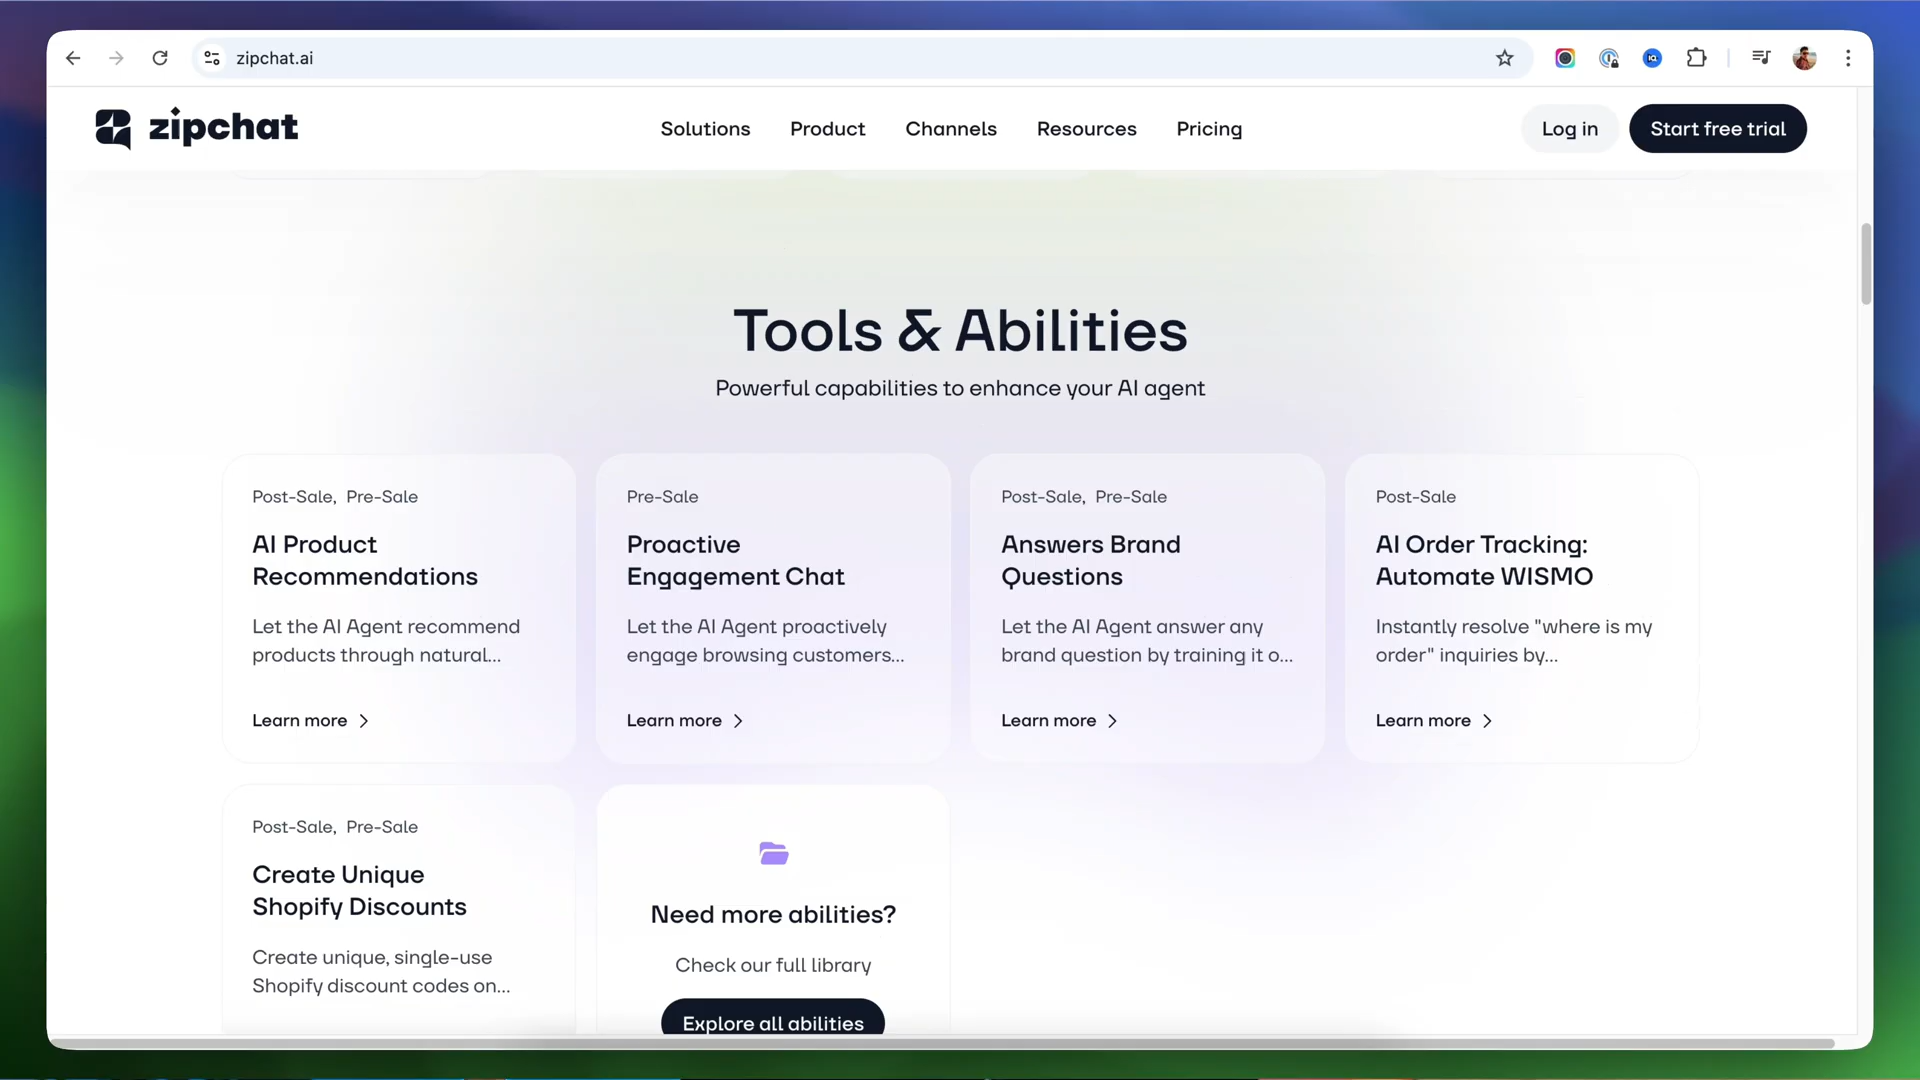 zipchat.ai
zipchat
Solutions
Product
Channels
Resources
Pricing
Log in
Start free trial
Tools & Abilities
Powerful capabilities to enhance your AI agent
Post-Sale, Pre-Sale
AI Product
Recommendations
Let the AI Agent recommend
products through natural...
Learn more
Pre-Sale
Proactive
Engagement Chat
Let the AI Agent proactively
engage browsing customers...
Learn more
Post-Sale, Pre-Sale
Answers Brand
Questions
Let the AI Agent answer any
brand question by training it o...
Learn more
Post-Sale
AI Order Tracking:
Automate WISMO
Instantly resolve "where is my
order" inquiries by...
Learn more
Post-Sale, Pre-Sale
Create Unique
Shopify Discounts
Create unique, single-use
Shopify discount codes on...
Need more abilities?
Check our full library
Explore all abilities